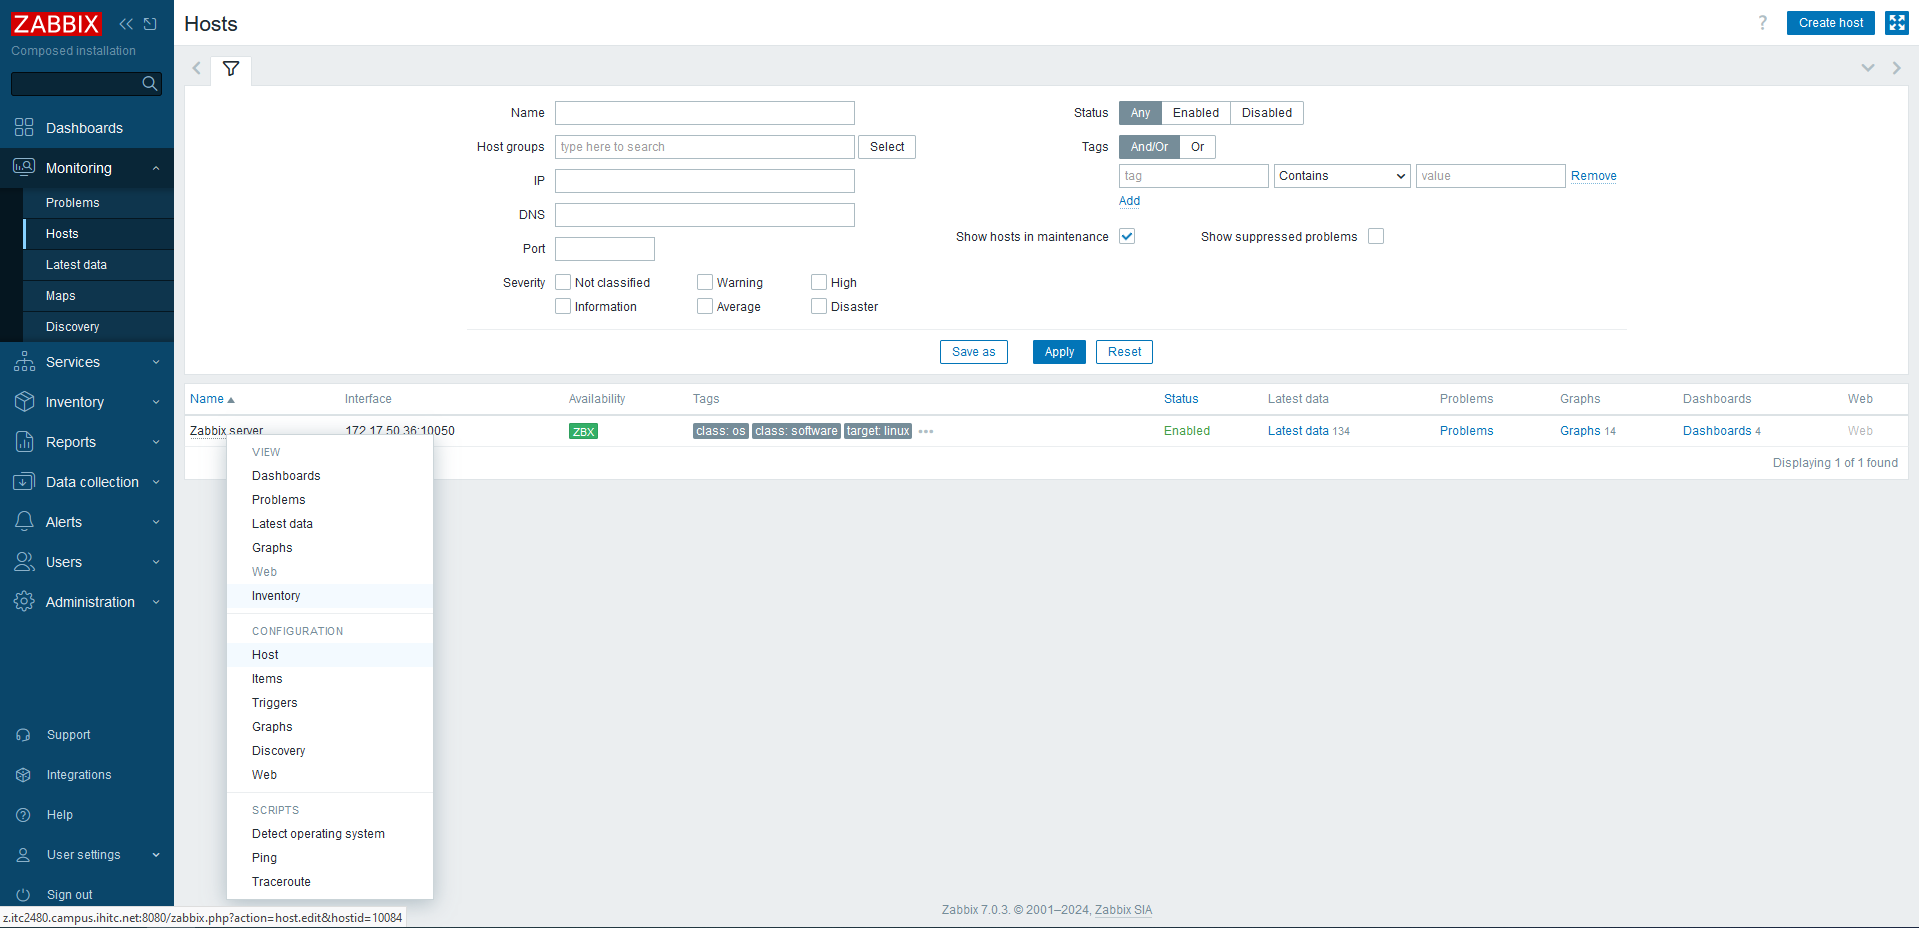 ZABBIX
Composed installation
Dashboards
Monitoring
Problems
Hosts
Latest data
Maps
Discovery
Services
Inventory
Reports
Data collection
Alerts
Users
Administration
Support
Integrations
Help
User settings
Sign out
z.itc2480.campus.ihitc.net:8080/zabbix.php?action=host.edit&hostid=10084
Hosts
? Create host
Name
Host groups type here to search Select
IP
DNS
Port
Severity Not classified Warning High
Information Average Disaster
Status Any Enabled Disabled
Tags And/Or Or
tag Contains value Remove
Add
Show hosts in maintenance Show suppressed problems
Save as Apply Reset
Name Interface Availability Tags Status Latest data Problems Graphs Dashboards Web
Zabbix server 172.17.50.36:10050 ZBX class: os class: software target: linux ••• Enabled Latest data 134 Problems Graphs 14 Dashboards 4 Web
Displaying 1 of 1 found
VIEW
Dashboards
Problems
Latest data
Graphs
Web
Inventory
CONFIGURATION
Host
Items
Triggers
Graphs
Discovery
Web
SCRIPTS
Detect operating system
Ping
Traceroute
Zabbix 7.0.3. © 2001–2024, Zabbix SIA